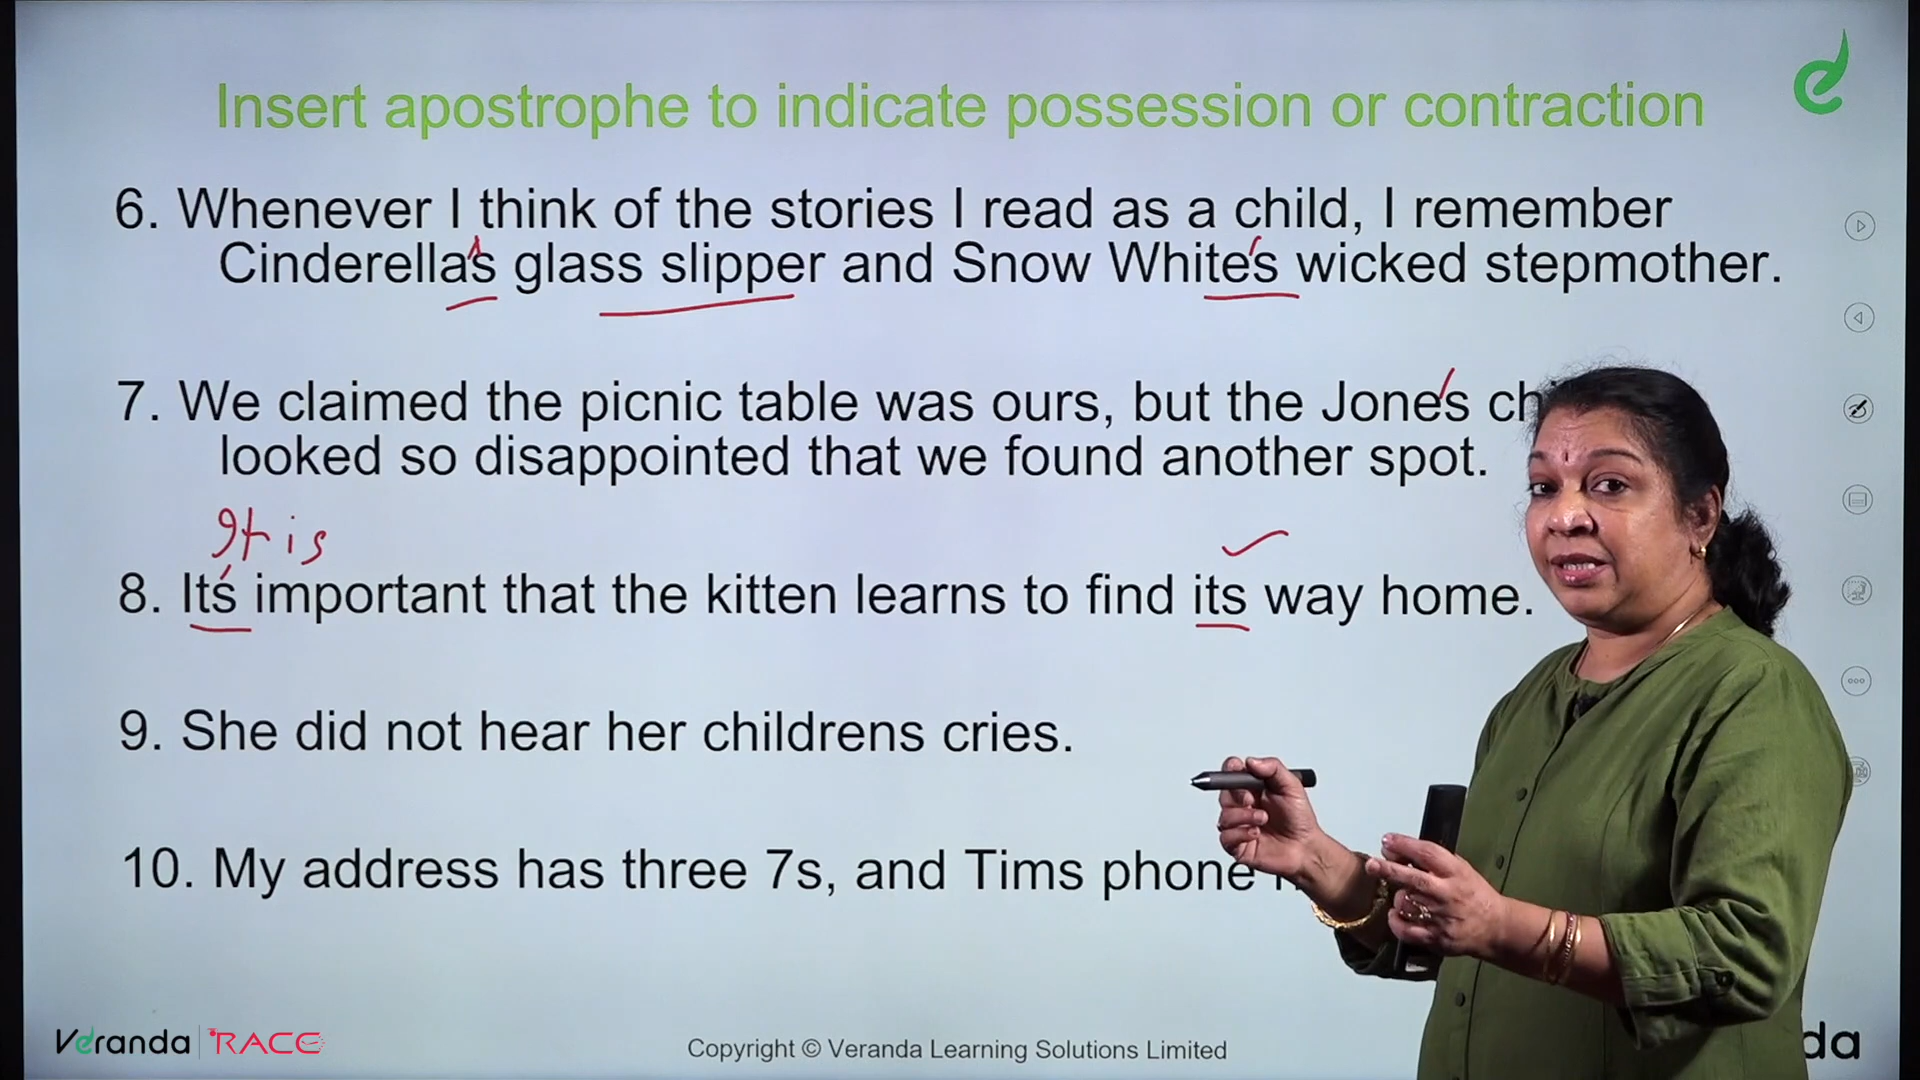 Insert apostrophe to indicate possession or contraction
6. Whenever I think of the stories I read as a child, I remember
Cinderella's glass slipper and Snow White's wicked stepmother.
7. We claimed the picnic table was ours, but the Jone's
looked so disappointed that we found another spot.
It is
8. It's important that the kitten learns to find its way home.
9. She did not hear her childrens cries.
10. My address has three 7s, and Tims phone
Veranda RACE
Copyright © Veranda Learning Solutions Limited